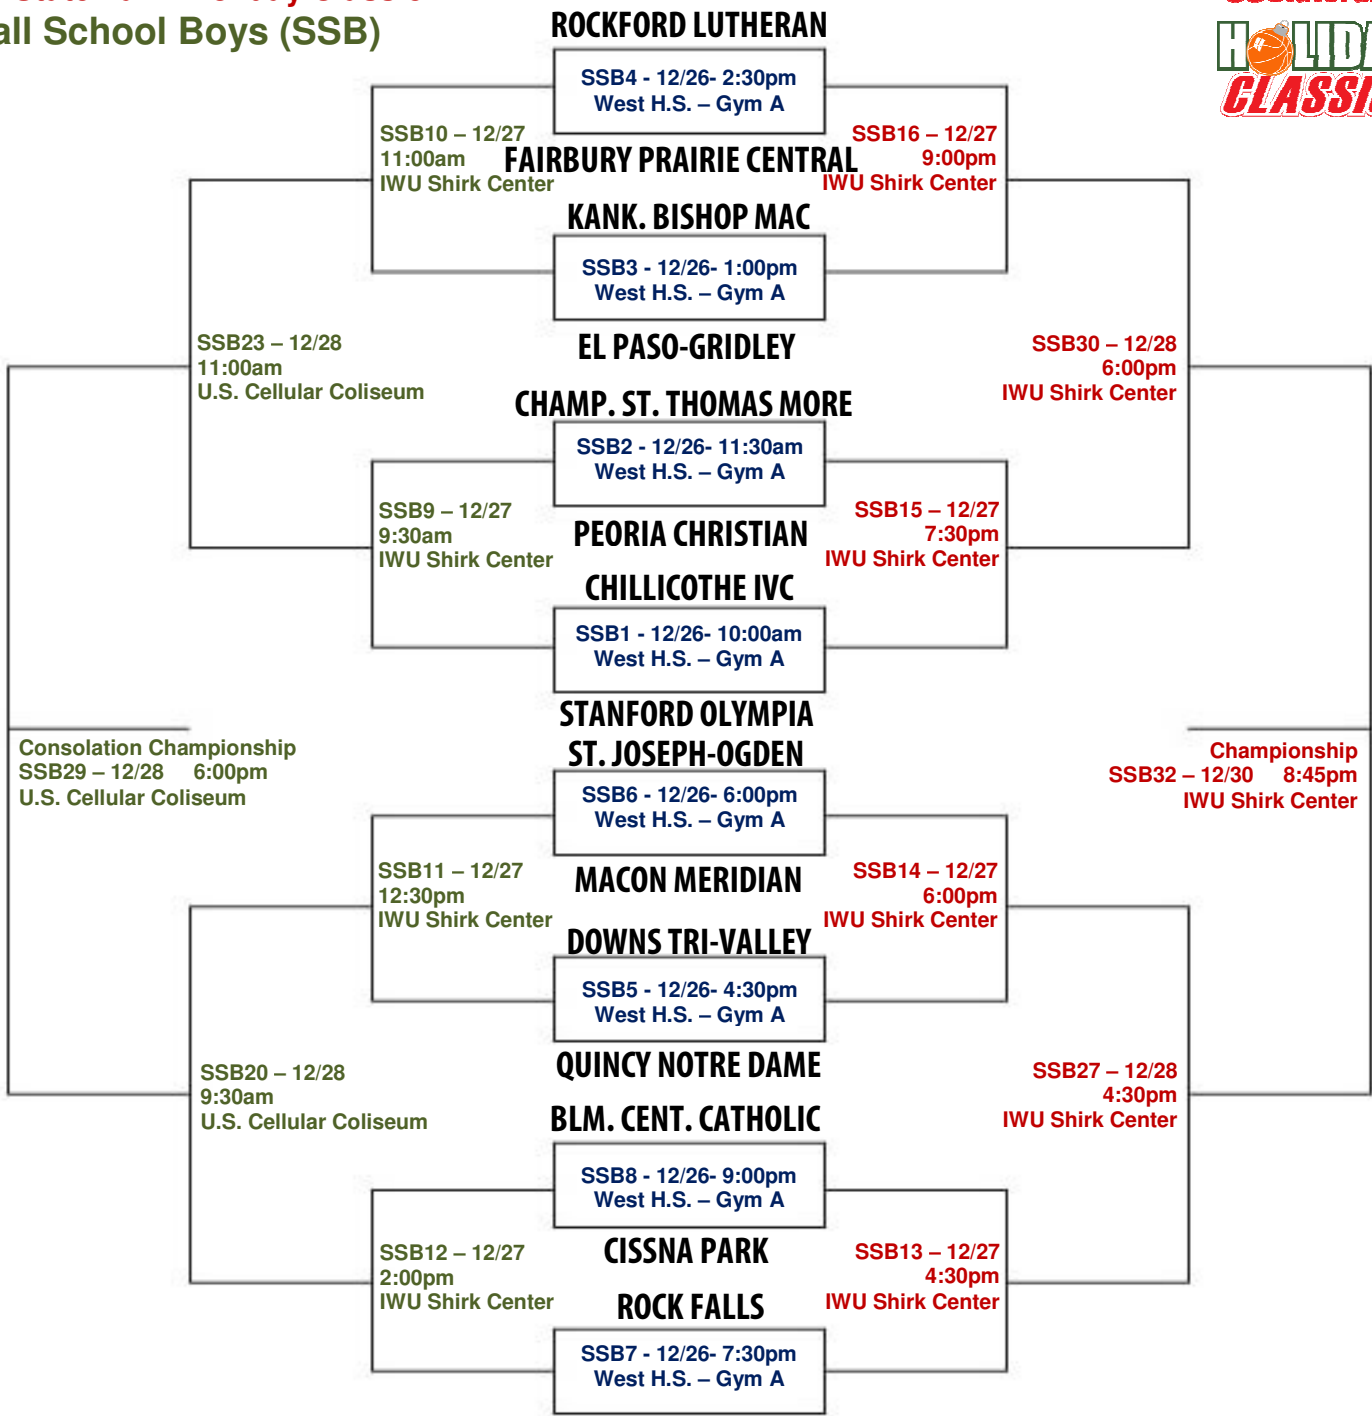 all School Boys (SSB)
HOLIDA
CLASSIC
ROCKFORD LUTHERAN
SSB4 - 12/26- 2:30pm
West H.S. – Gym A
SSB10 – 12/27
11:00am
IWU Shirk Center
FAIRBURY PRAIRIE CENTRAL
SSB16 – 12/27
9:00pm
IWU Shirk Center
KANK. BISHOP MAC
SSB3 - 12/26- 1:00pm
West H.S. – Gym A
EL PASO-GRIDLEY
SSB23 – 12/28
11:00am
U.S. Cellular Coliseum
SSB30 – 12/28
6:00pm
IWU Shirk Center
CHAMP. ST. THOMAS MORE
SSB2 - 12/26- 11:30am
West H.S. – Gym A
SSB9 – 12/27
9:30am
IWU Shirk Center
PEORIA CHRISTIAN
SSB15 – 12/27
7:30pm
IWU Shirk Center
CHILLICOTHE IVC
SSB1 - 12/26- 10:00am
West H.S. – Gym A
STANFORD OLYMPIA
Consolation Championship
SSB29 – 12/28 6:00pm
U.S. Cellular Coliseum
Championship
SSB32 – 12/30 8:45pm
IWU Shirk Center
ST. JOSEPH-OGDEN
SSB6 - 12/26- 6:00pm
West H.S. – Gym A
SSB11 – 12/27
12:30pm
IWU Shirk Center
MACON MERIDIAN
SSB14 – 12/27
6:00pm
IWU Shirk Center
DOWNS TRI-VALLEY
SSB5 - 12/26- 4:30pm
West H.S. – Gym A
QUINCY NOTRE DAME
SSB20 – 12/28
9:30am
U.S. Cellular Coliseum
SSB27 – 12/28
4:30pm
IWU Shirk Center
BLM. CENT. CATHOLIC
SSB8 - 12/26- 9:00pm
West H.S. – Gym A
SSB12 – 12/27
2:00pm
IWU Shirk Center
CISSNA PARK
SSB13 – 12/27
4:30pm
IWU Shirk Center
ROCK FALLS
SSB7 - 12/26- 7:30pm
West H.S. – Gym A